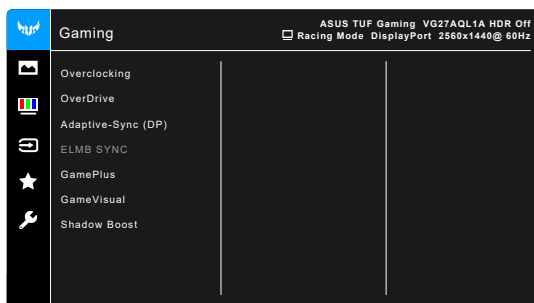 Gaming
ASUS TUF Gaming VG27AQL1A HDR Off
Racing Mode DisplayPort 2560x1440@ 60Hz
Overclocking
OverDrive
Adaptive-Sync (DP)
ELMB SYNC
GamePlus
GameVisual
Shadow Boost